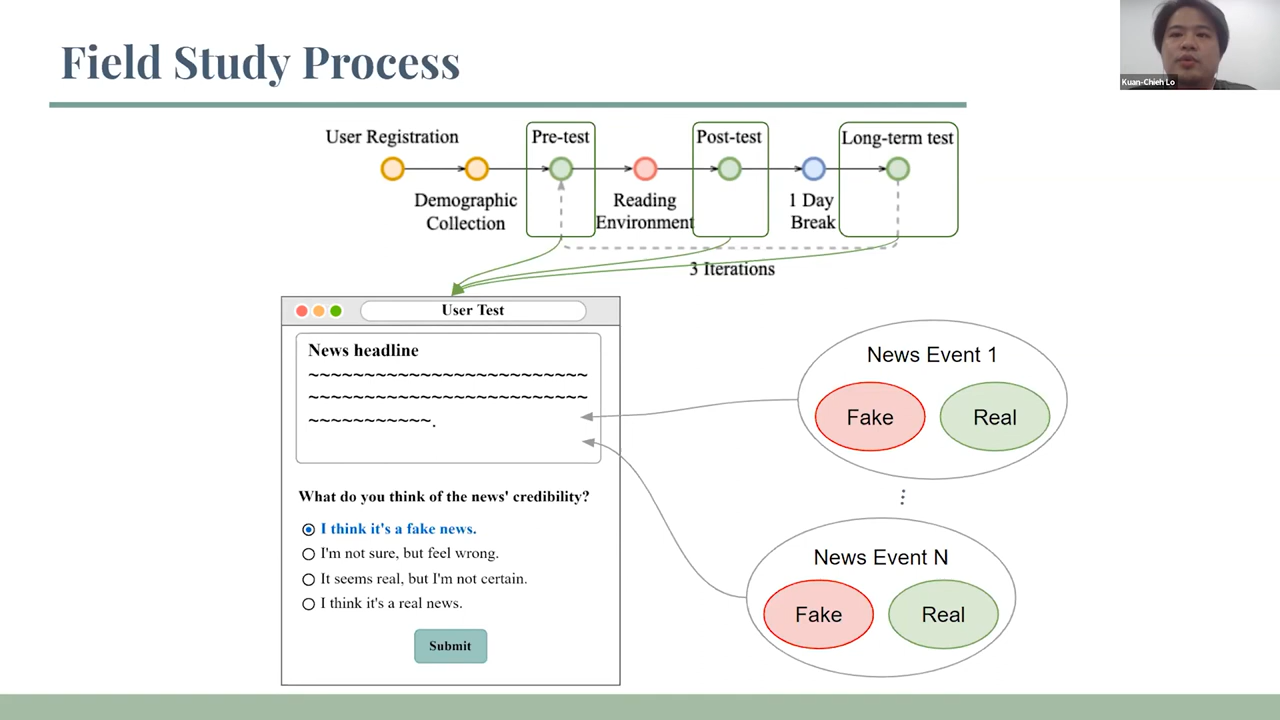 Field Study Process
Kuan-Chieh Lo
User Registration
Pre-test
Post-test
Long-term test
Demographic
Collection
Reading
Environment
1 Day
Break
3 Iterations
User Test
News headline
~~~~~~~~~~~~~~~~~~~~~~~~~
~~~~~~~~~~~~~~~~~~~~~~~~~
~~~~~~~~~~~.
What do you think of the news' credibility?
I think it's a fake news.
I'm not sure, but feel wrong.
It seems real, but I'm not certain.
I think it's a real news.
Submit
News Event 1
Fake
Real
⋮
News Event N
Fake
Real